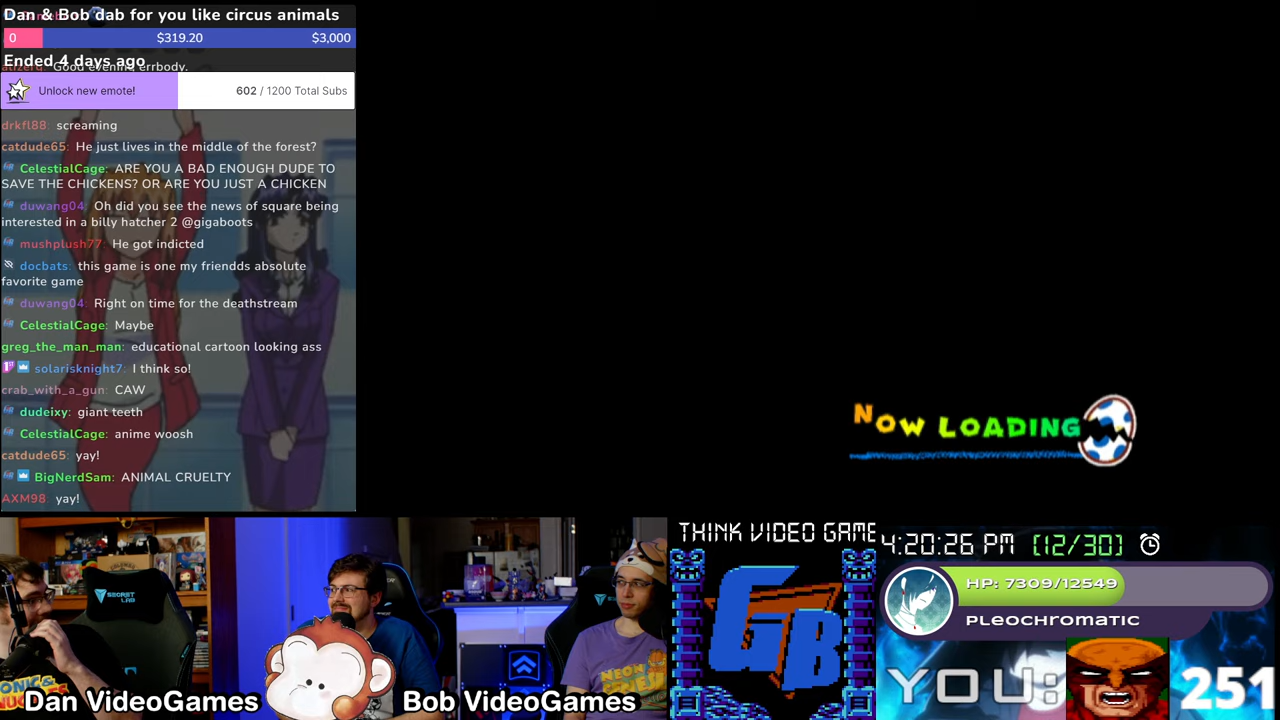 Dan & Bob dab for you like circus animals
0 $319.20 $3,000
Ended 4 days ago
Good evening errbody.
Unlock new emote! 602 / 1200 Total Subs
drkfl88: screaming
catdude65: He just lives in the middle of the forest?
CelestialCage: ARE YOU A BAD ENOUGH DUDE TO
SAVE THE CHICKENS? OR ARE YOU JUST A CHICKEN
duwang04: Oh did you see the news of square being
interested in a billy hatcher 2 @gigaboots
mushplush77: He got indicted
docbats: this game is one my friendds absolute
favorite game
duwang04: Right on time for the deathstream
CelestialCage: Maybe
greg_the_man_man: educational cartoon looking ass
solarisknight7: I think so!
crab_with_a_gun: CAW
dudeixy: giant teeth
CelestialCage: anime woosh
catdude65: yay!
BigNerdSam: ANIMAL CRUELTY
AXM98: yay!
NOW LOADING
SECRET
LAB
Dan VideoGames
Bob VideoGames
THINK VIDEO GAME
GB
4:20:26 PM [12/30]
HP: 7309/12549
PLEOCHROMATIC
YOU: 251